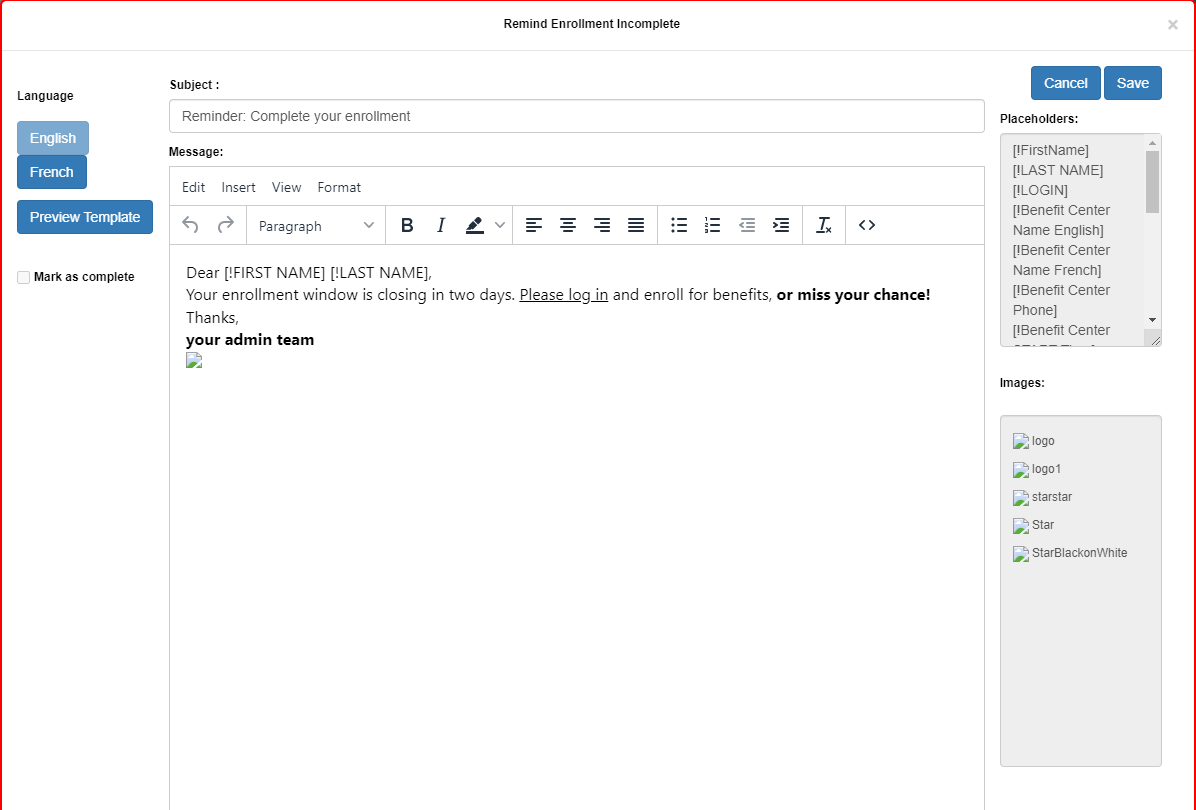 Remind Enrollment Incomplete
×
Language
English
French
Preview Template
Mark as complete
Subject :
Reminder: Complete your enrollment
Message:
Edit Insert View Format
Paragraph
B I
Dear [!FIRST NAME] [!LAST NAME],
Your enrollment window is closing in two days. Please log in and enroll for benefits, or miss your chance!
Thanks,
your admin team
Cancel Save
Placeholders:
[!FirstName]
[!LAST NAME]
[!LOGIN]
[!Benefit Center
Name English]
[!Benefit Center
Name French]
[!Benefit Center
Phone]
[!Benefit Center
Images:
logo
logo1
starstar
Star
StarBlackonWhite